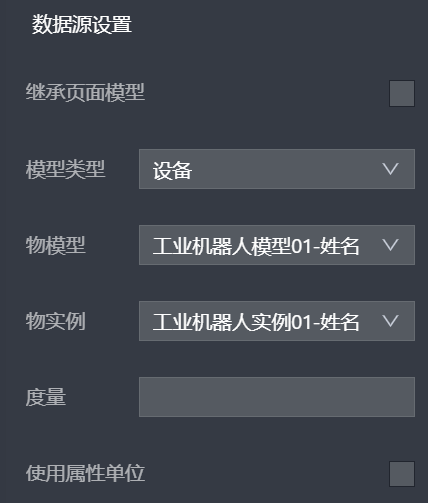 数据源设置
继承页面模型
模型类型 设备
物模型 工业机器人模型01-姓名
物实例 工业机器人实例01-姓名
度量
使用属性单位